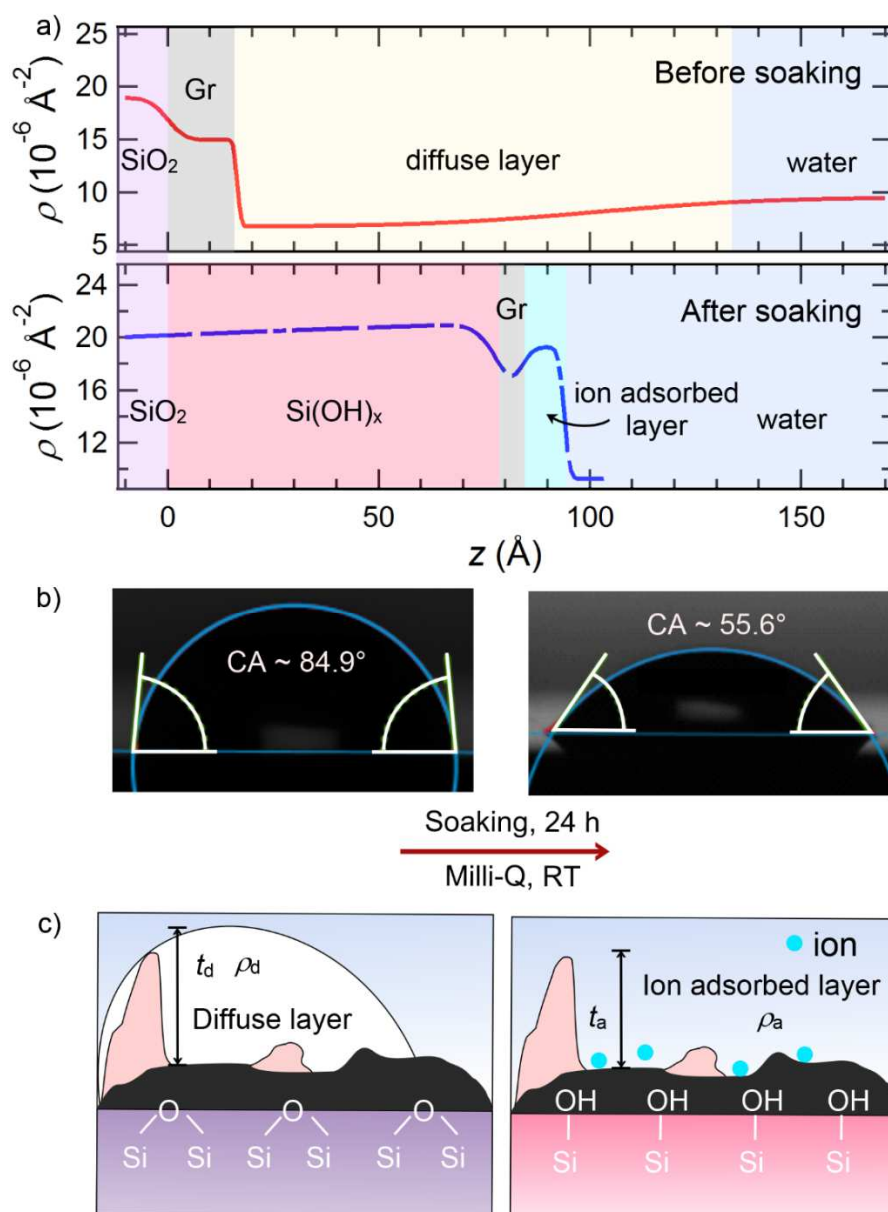 a)
25
20
15
10
5
ρ (10⁻⁶ Å⁻²)
Gr
Before soaking
SiO₂
diffuse layer
water
24
20
16
12
ρ (10⁻⁶ Å⁻²)
Gr
After soaking
SiO₂
Si(OH)ₓ
ion adsorbed
layer
water
0
50
100
150
z (Å)
b)
CA ~ 84.9°
CA ~ 55.6°
Soaking, 24 h
Milli-Q, RT
c)
t_d ρ_d
Diffuse layer
O O O
Si Si Si Si Si Si
ion
Ion adsorbed layer
t_a ρ_a
OH OH OH OH
Si Si Si Si